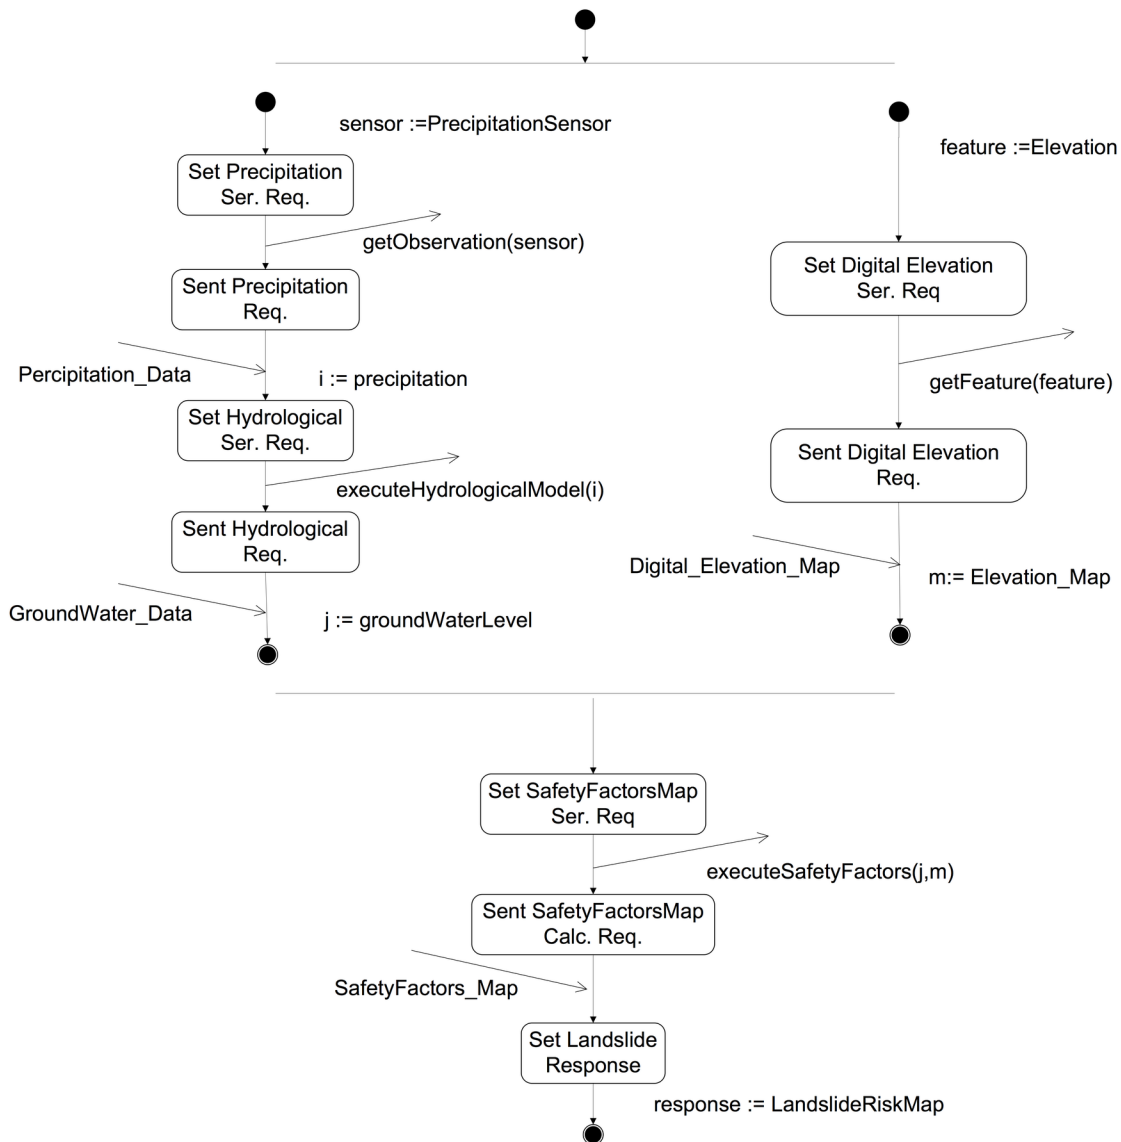 sensor :=PrecipitationSensor
Set Precipitation
Ser. Req.
getObservation(sensor)
Sent Precipitation
Req.
Percipitation_Data
i := precipitation
Set Hydrological
Ser. Req.
executeHydrologicalModel(i)
Sent Hydrological
Req.
GroundWater_Data
j := groundWaterLevel
feature :=Elevation
Set Digital Elevation
Ser. Req
getFeature(feature)
Sent Digital Elevation
Req.
Digital_Elevation_Map
m:= Elevation_Map
Set SafetyFactorsMap
Ser. Req
executeSafetyFactors(j,m)
Sent SafetyFactorsMap
Calc. Req.
SafetyFactors_Map
Set Landslide
Response
response := LandslideRiskMap